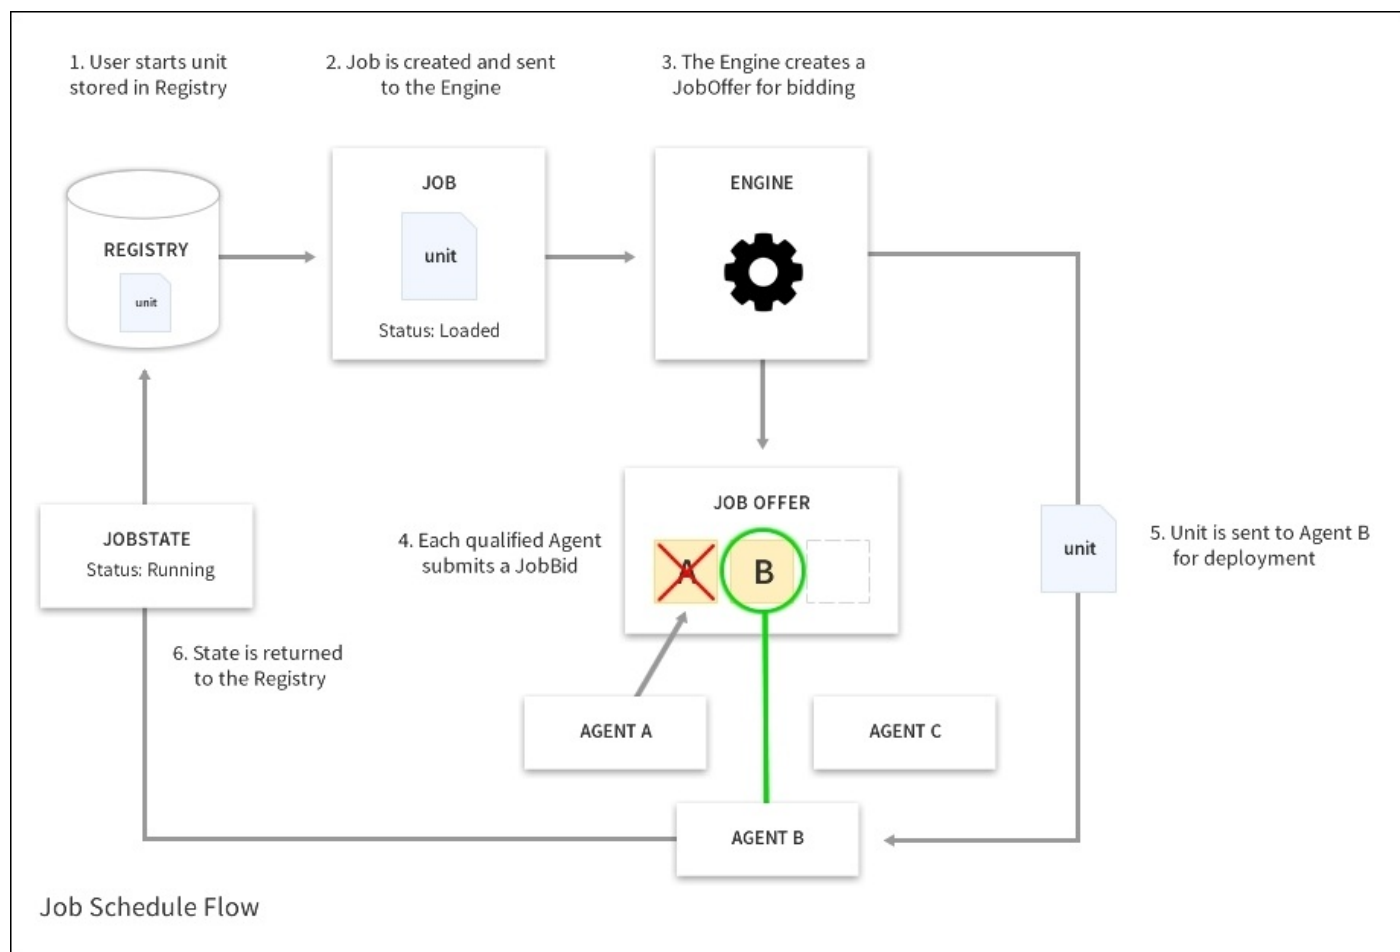 1. User starts unit
stored in Registry
2. Job is created and sent
to the Engine
3. The Engine creates a
JobOffer for bidding
REGISTRY
unit
JOB
unit
Status: Loaded
ENGINE
JOB OFFER
A
B
4. Each qualified Agent
submits a JobBid
unit
5. Unit is sent to Agent B
for deployment
JOBSTATE
Status: Running
6. State is returned
to the Registry
AGENT A
AGENT C
AGENT B
Job Schedule Flow